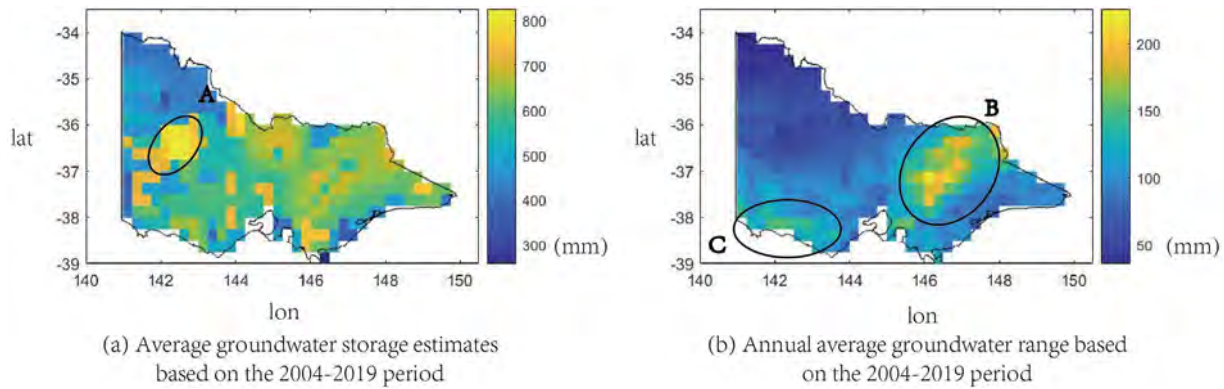 -34
-35
-36
-37
-38
-39
lat
140 142 144 146 148 150
lon
A
800
700
600
500
400
300
(mm)
(a) Average groundwater storage estimates
based on the 2004-2019 period
-34
-35
-36
-37
-38
-39
lat
140 142 144 146 148 150
lon
B
C
200
150
100
50
(mm)
(b) Annual average groundwater range based
on the 2004-2019 period